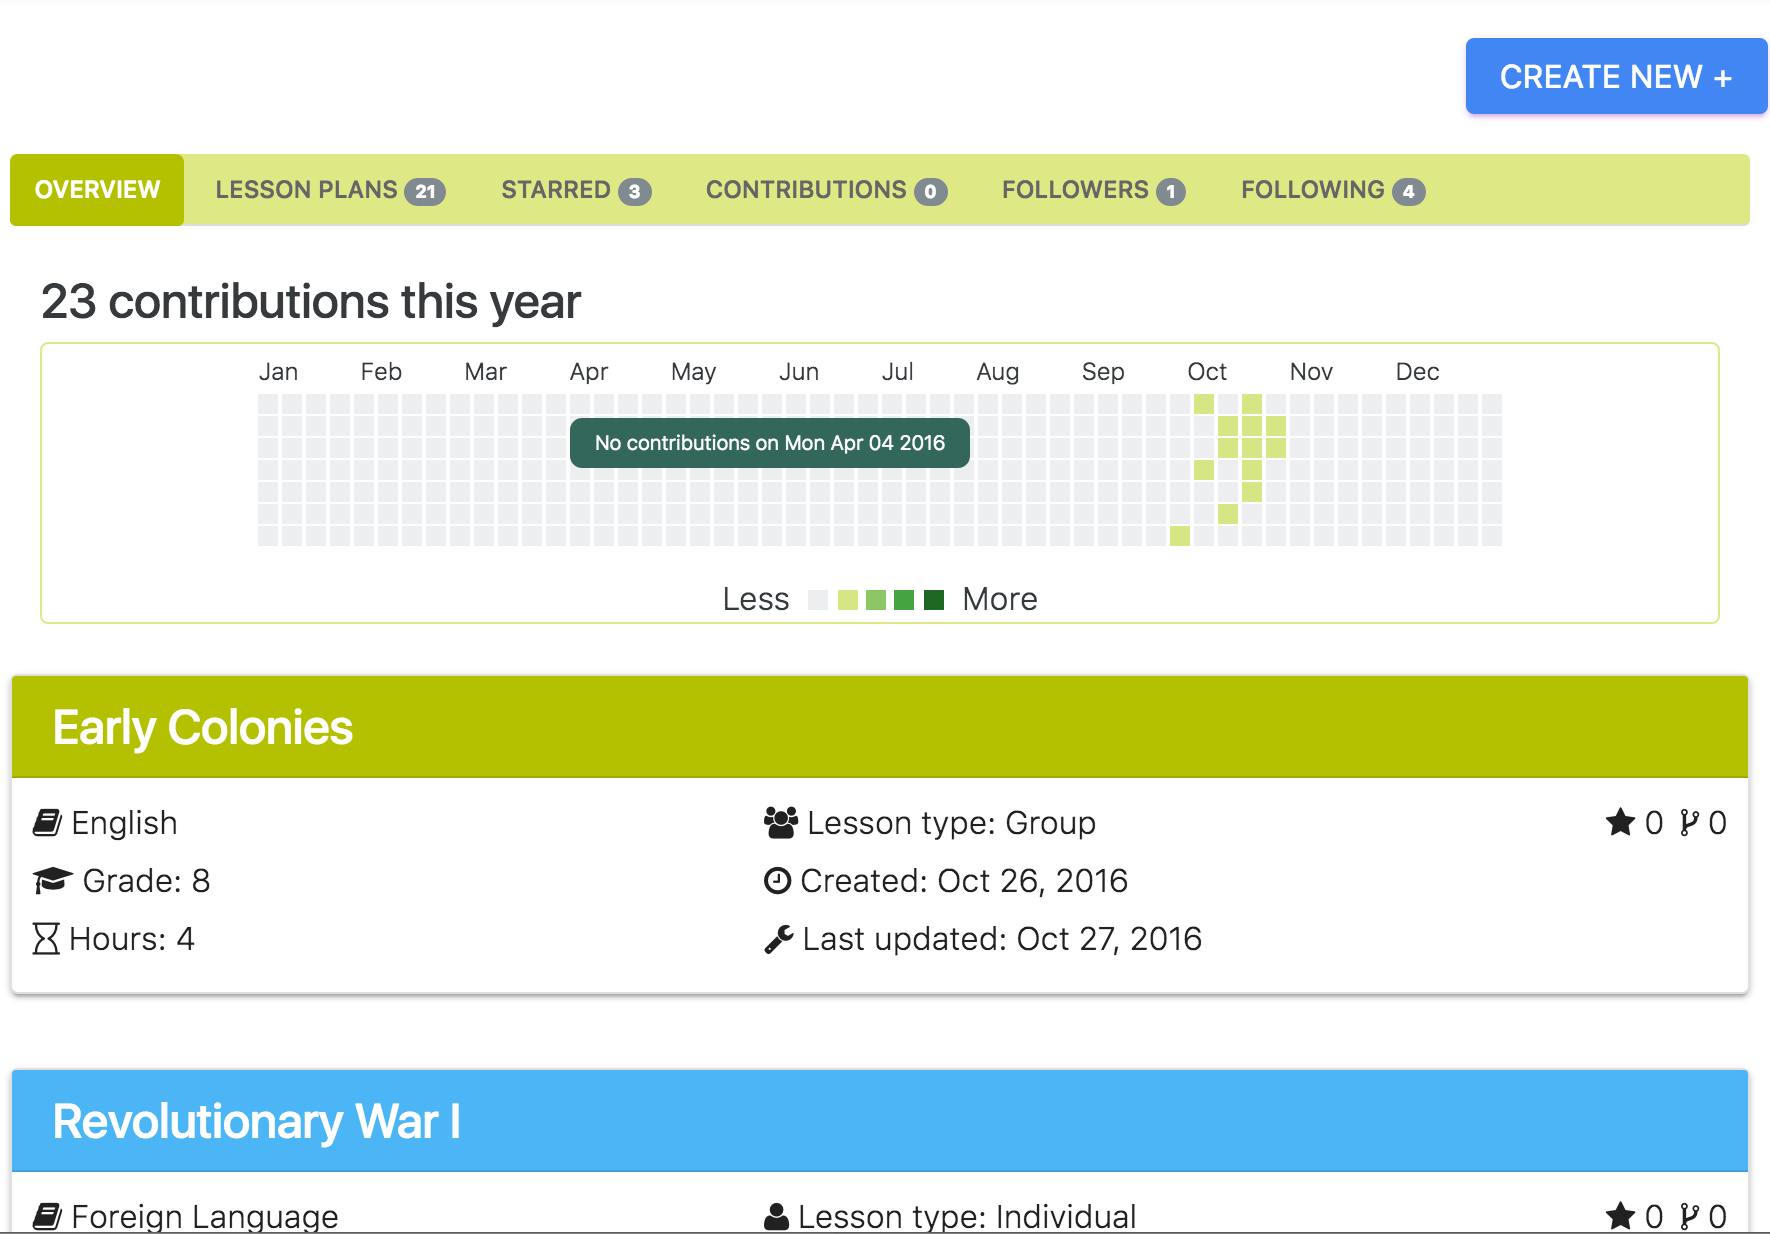 CREATE NEW +
OVERVIEW LESSON PLANS 21 STARRED 3 CONTRIBUTIONS 0 FOLLOWERS 1 FOLLOWING 4
23 contributions this year
Jan Feb Mar Apr May Jun Jul Aug Sep Oct Nov Dec
No contributions on Mon Apr 04 2016
Less More
Early Colonies
English Lesson type: Group 0 0
Grade: 8 Created: Oct 26, 2016
Hours: 4 Last updated: Oct 27, 2016
Revolutionary War I
Foreign Language Lesson type: Individual 0 0